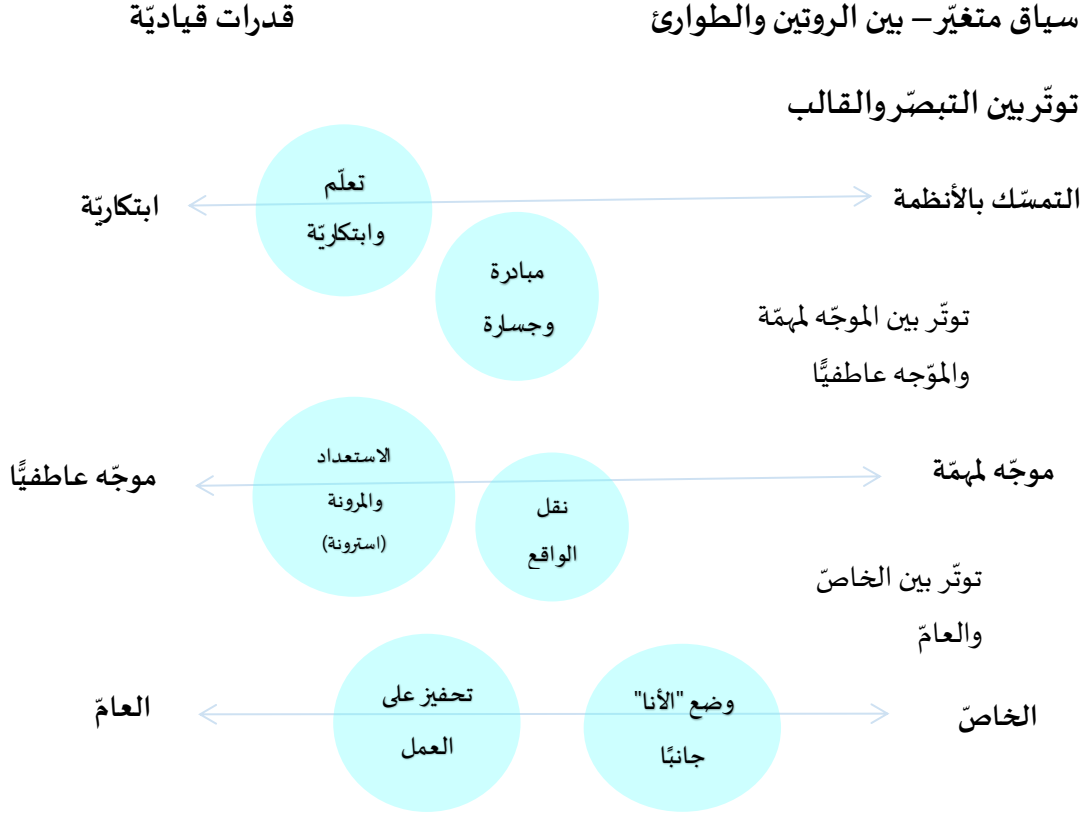 سياق متغيّر – بين الروتين والطوارئ
قدرات قياديّة
توتّر بين التبصّر والقالب
التمسّك بالأنظمة
تعلّم
وابتكاريّة
ابتكاريّة
مبادرة
وجسارة
توتّر بين الموجّه لمهمّة
والموّجه عاطفيًّا
موجّه لمهمّة
نقل
الواقع
الاستعداد
والمرونة
(استرونة)
موجّه عاطفيًّا
توتّر بين الخاصّ
والعامّ
الخاصّ
وضع "الأنا"
جانبًا
تحفيز على
العمل
العامّ